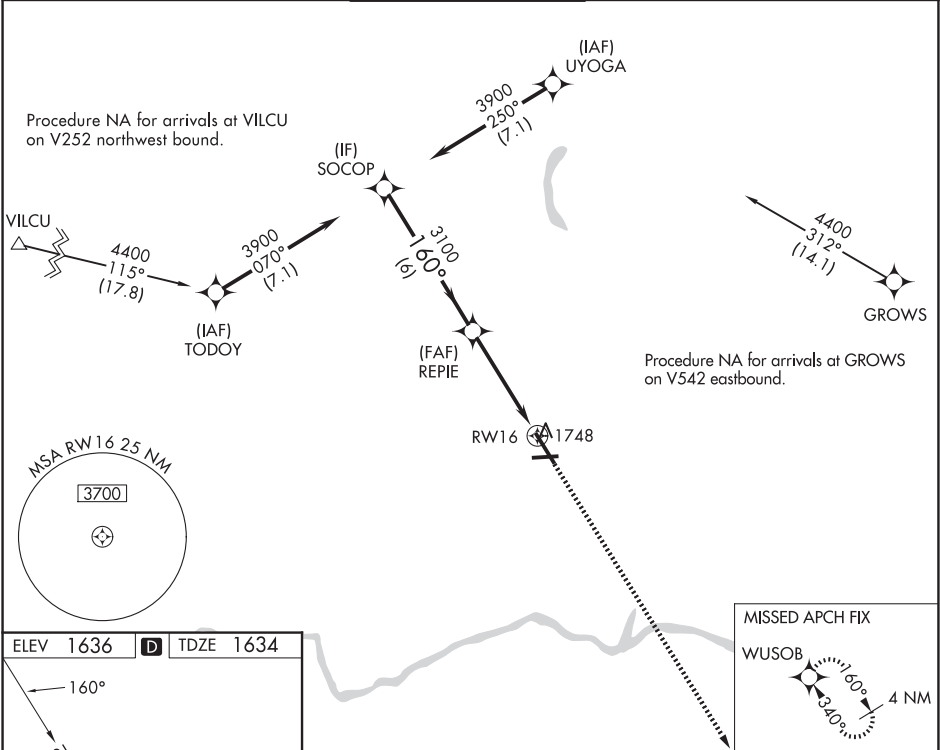 (IAF)
UYOGA
3900
250°
(7.1)
Procedure NA for arrivals at VILCU
on V252 northwest bound.
(IF)
SOCOP
VILCU
4400
115°
(17.8)
3900
070°
(7.1)
3100
160°
(6)
4400
312°
(14.1)
(IAF)
TODOY
GROWS
(FAF)
REPIE
Procedure NA for arrivals at GROWS
on V542 eastbound.
RW16
1748
MSA RW16 25 NM
3700
ELEV 1636 D TDZE 1634
160°
MISSED APCH FIX
WUSOB
160°
340°
4 NM